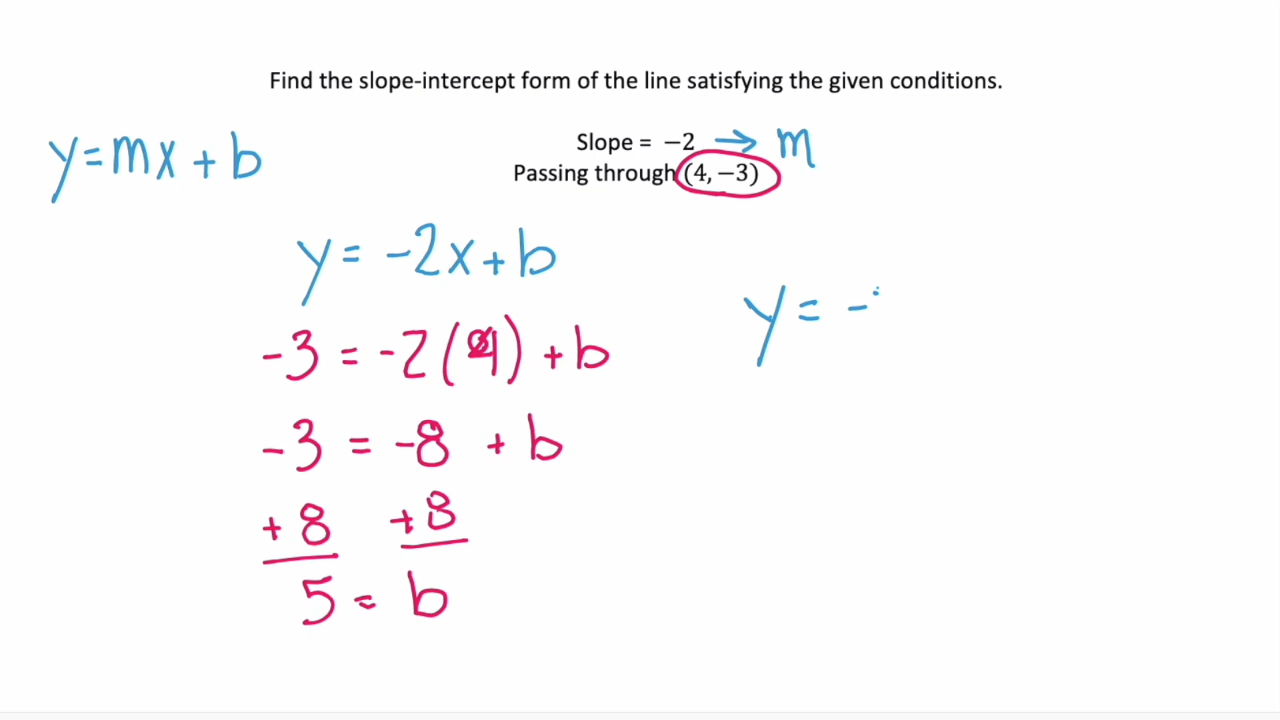 Find the slope-intercept form of the line satisfying the given conditions.
y=mx+b
Slope = −2 → m
Passing through (4, −3)
y = -2x+b
y = -
-3 = -2(4)+b
-3 = -8 + b
+8 +8
5 = b